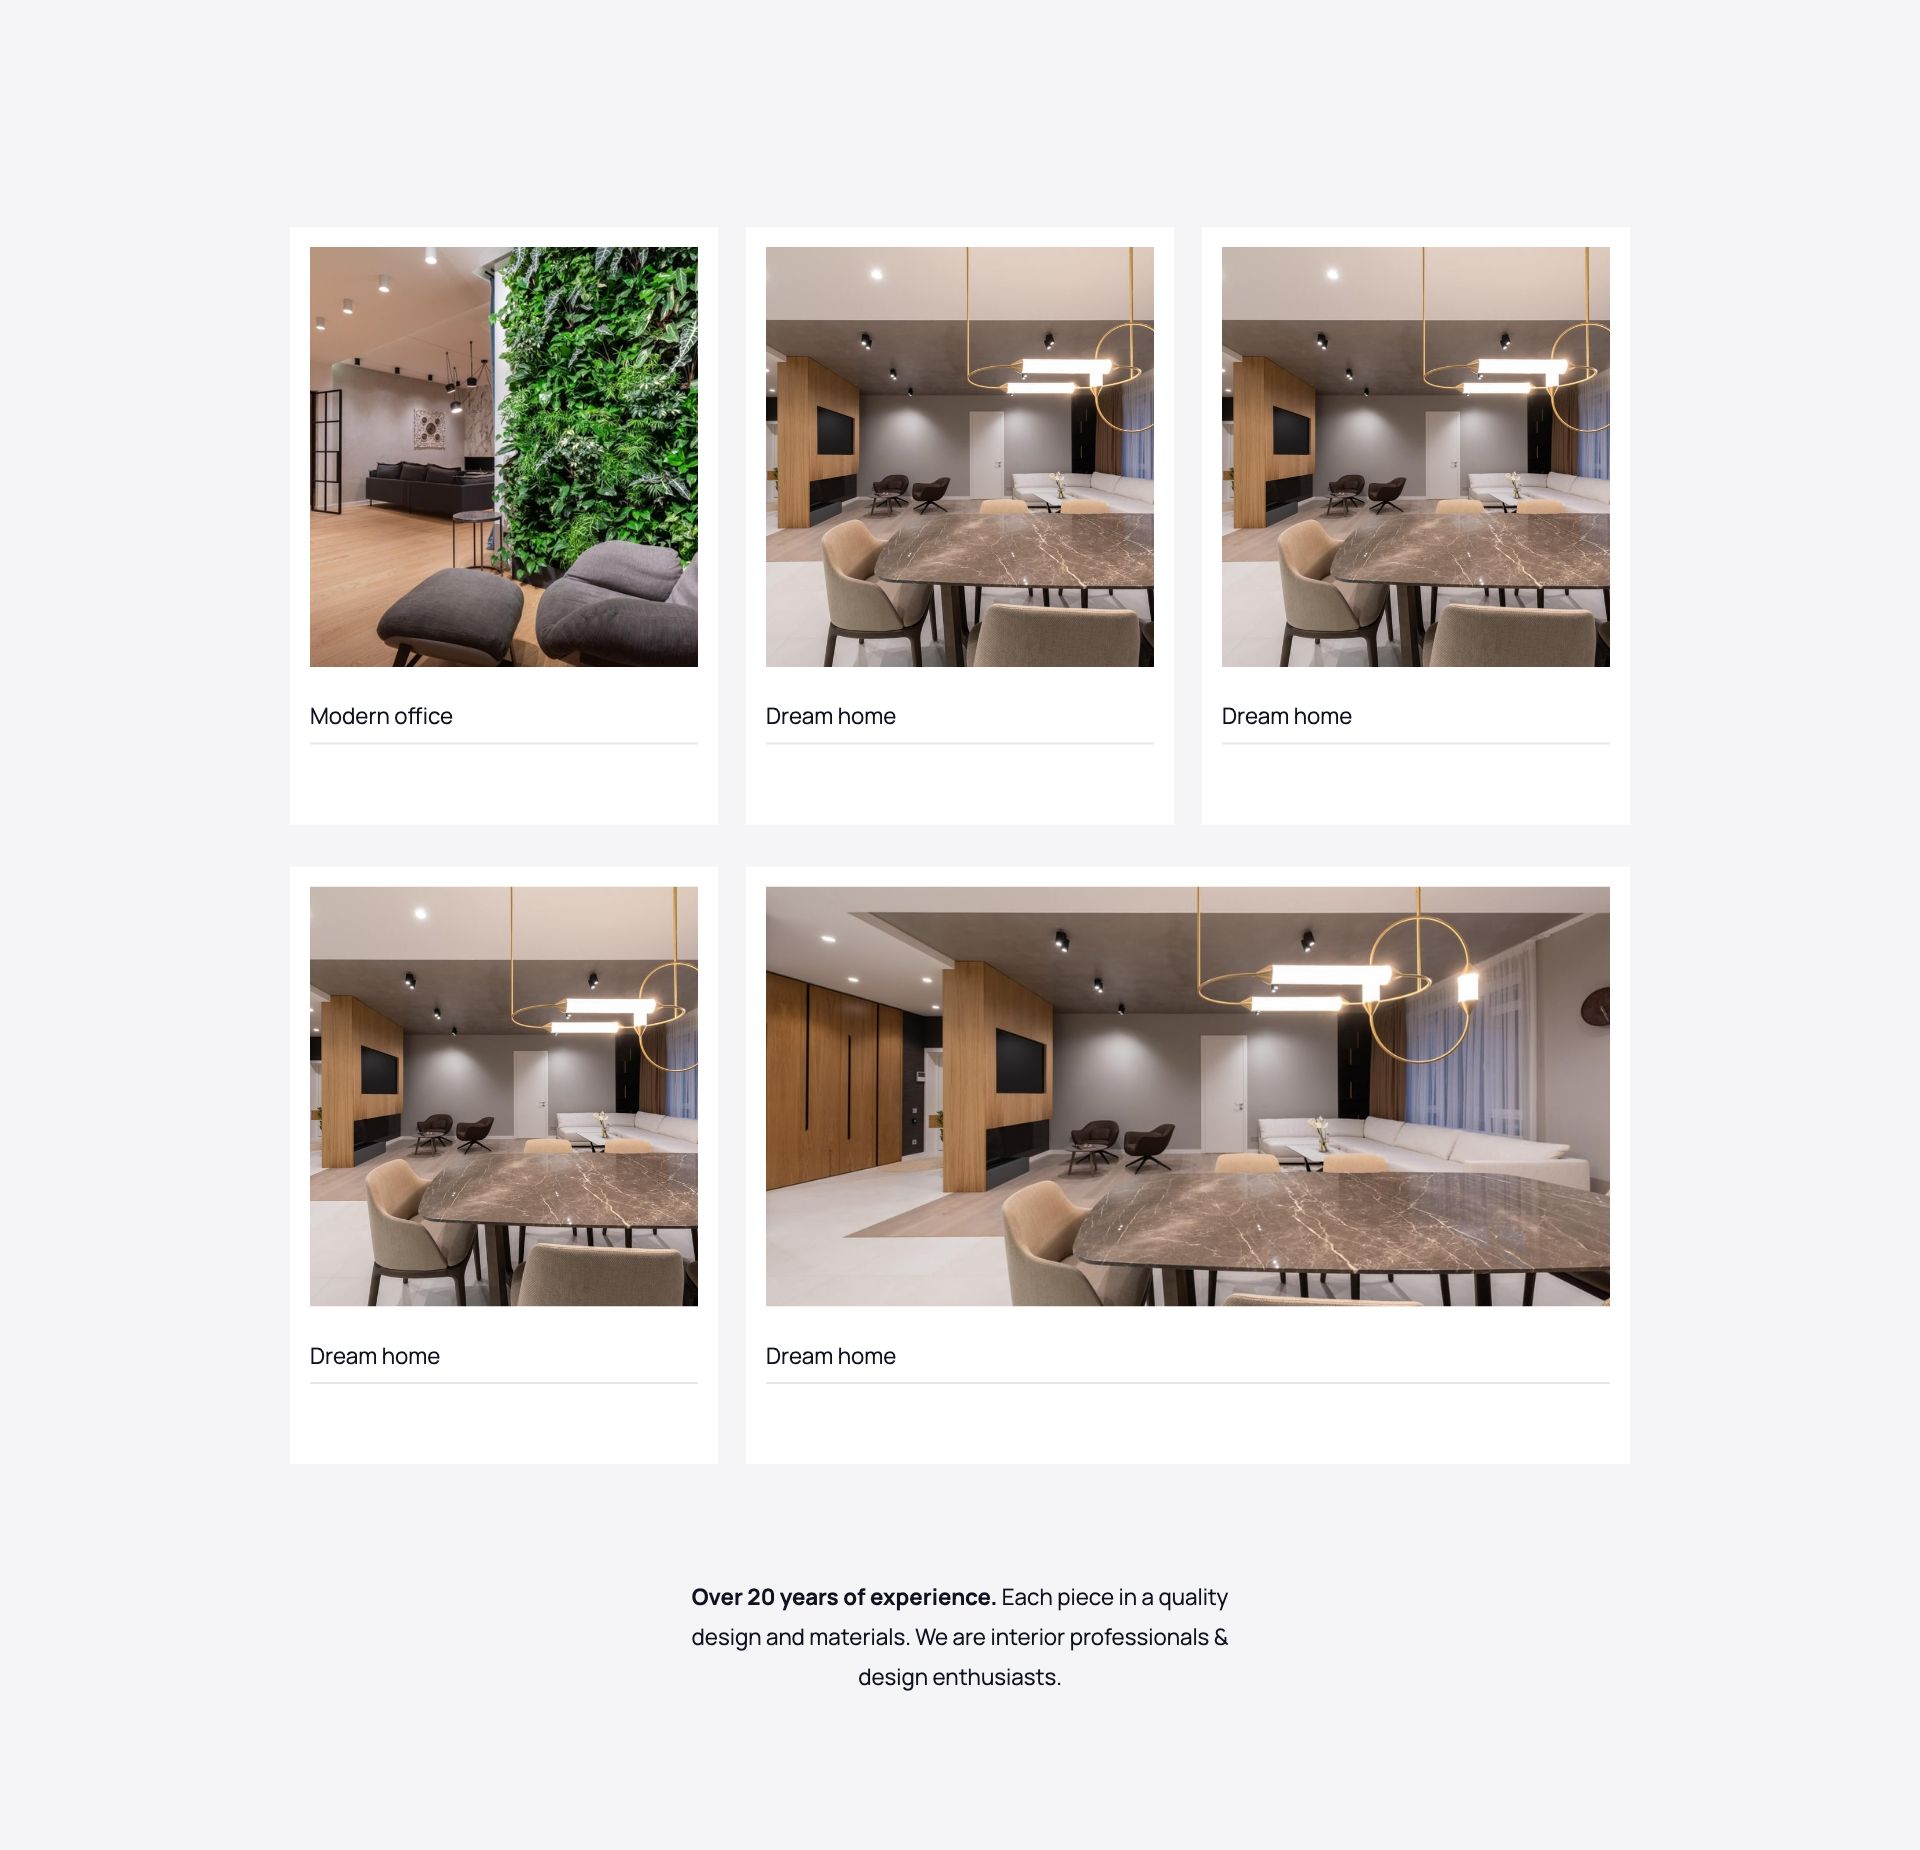 Modern office
Dream home
Dream home
Dream home
Dream home
Over 20 years of experience. Each piece in a quality
design and materials. We are interior professionals &
design enthusiasts.